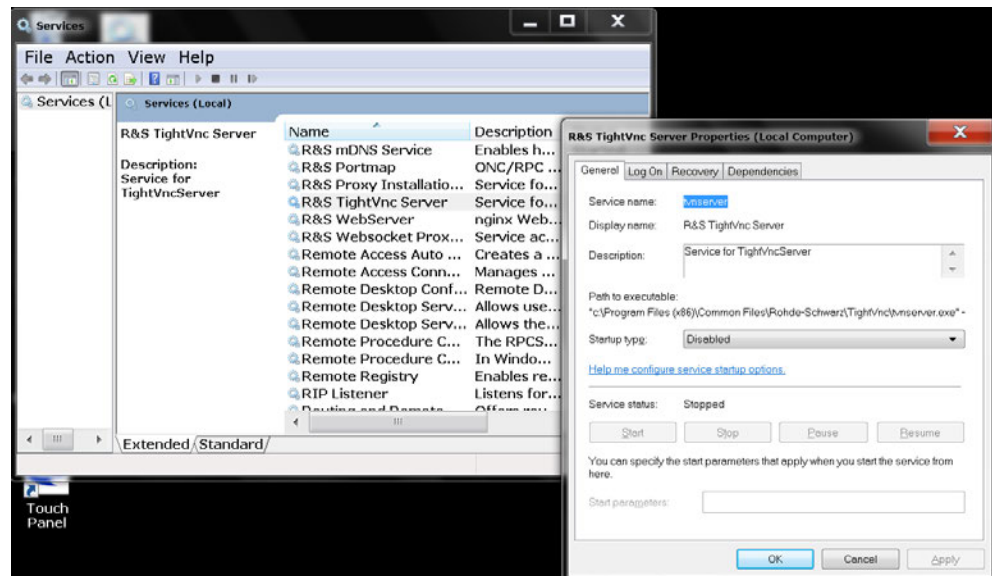 Services
File Action View Help
Services (L
Services (Local)
R&S TightVnc Server
Description:
Service for
TightVncServer
Name Description
R&S mDNS Service Enables h...
R&S Portmap ONC/RPC ...
R&S Proxy Installatio... Service fo...
R&S TightVnc Server Service fo...
R&S WebServer nginx Web...
R&S Websocket Prox... Service ac...
Remote Access Auto ... Creates a ...
Remote Access Conn... Manages ...
Remote Desktop Conf... Remote D...
Remote Desktop Serv... Allows use...
Remote Desktop Serv... Allows the...
Remote Procedure C... The RPCS...
Remote Procedure C... In Windo...
Remote Registry Enables re...
RIP Listener Listens for...
Routing and Remote Offers rou
Extended Standard
Touch
Panel
R&S TightVnc Server Properties (Local Computer)
General Log On Recovery Dependencies
Service name: tvnserver
Display name: R&S TightVnc Server
Description: Service for TightVncServer
Path to executable:
"c:\Program Files (x86)\Common Files\Rohde-Schwarz\TightVnc\tvnserver.exe" -
Startup type: Disabled
Help me configure service startup options.
Service status: Stopped
Start Stop Pause Resume
You can specify the start parameters that apply when you start the service from
here.
Start parameters:
OK Cancel Apply